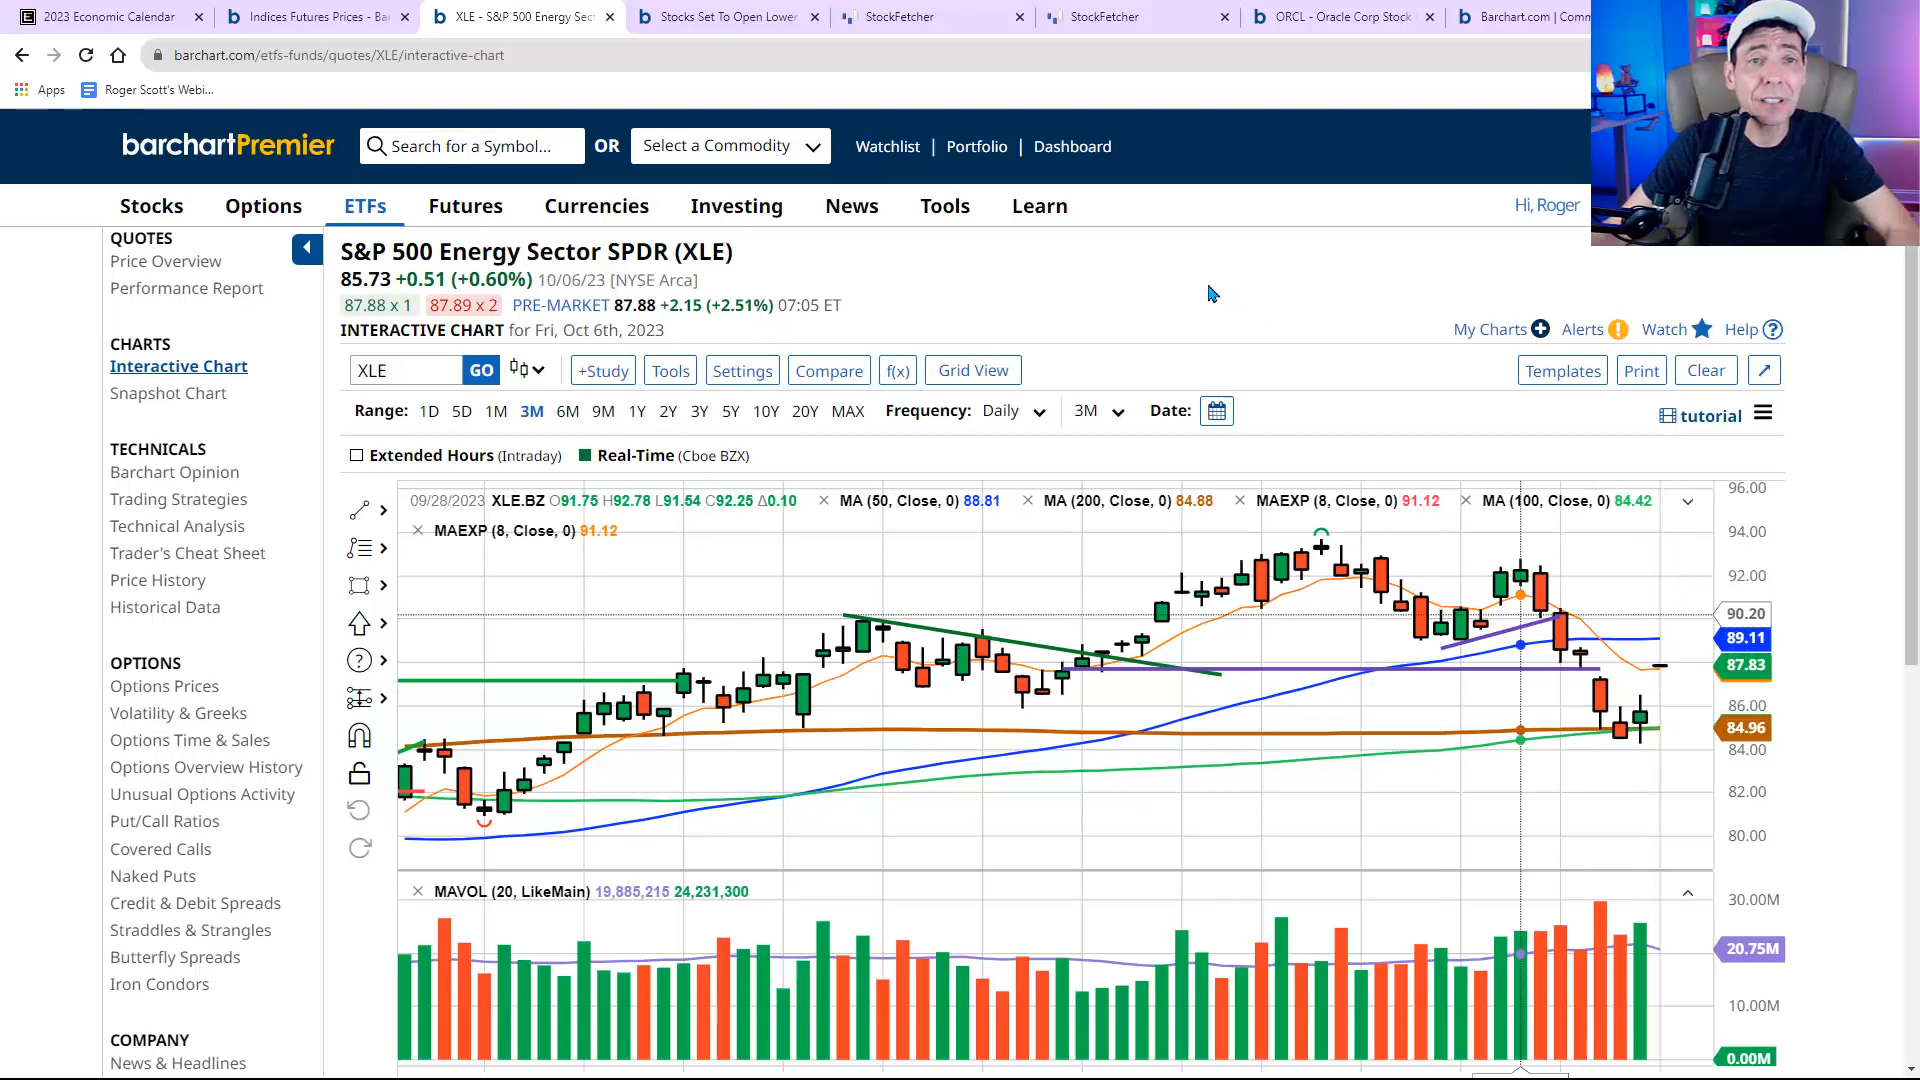 2023 Economic Calendar
Indices Futures Prices - Bar
XLE - S&P 500 Energy Sect
Stocks Set To Open Lower
StockFetcher
StockFetcher
ORCL - Oracle Corp Stock
Barchart.com | Comm
barchart.com/etfs-funds/quotes/XLE/interactive-chart
Apps Roger Scott's Webi...
barchartPremier
Search for a Symbol...
OR
Select a Commodity
Watchlist | Portfolio | Dashboard
Stocks Options ETFs Futures Currencies Investing News Tools Learn
Hi, Roger
QUOTES
Price Overview
Performance Report
CHARTS
Interactive Chart
Snapshot Chart
TECHNICALS
Barchart Opinion
Trading Strategies
Technical Analysis
Trader's Cheat Sheet
Price History
Historical Data
OPTIONS
Options Prices
Volatility & Greeks
Options Time & Sales
Options Overview History
Unusual Options Activity
Put/Call Ratios
Covered Calls
Naked Puts
Credit & Debit Spreads
Straddles & Strangles
Butterfly Spreads
Iron Condors
COMPANY
News & Headlines
S&P 500 Energy Sector SPDR (XLE)
85.73 +0.51 (+0.60%) 10/06/23 [NYSE Arca]
87.88 x 1 87.89 x 2 PRE-MARKET 87.88 +2.15 (+2.51%) 07:05 ET
INTERACTIVE CHART for Fri, Oct 6th, 2023
My Charts Alerts Watch Help
XLE GO +Study Tools Settings Compare f(x) Grid View Templates Print Clear
Range: 1D 5D 1M 3M 6M 9M 1Y 2Y 3Y 5Y 10Y 20Y MAX Frequency: Daily 3M Date: tutorial
Extended Hours (Intraday) Real-Time (Cboe BZX)
09/28/2023 XLE.BZ O91.75 H92.78 L91.54 C92.25 Δ0.10 MA (50, Close, 0) 88.81 MA (200, Close, 0) 84.88 MAEXP (8, Close, 0) 91.12 MA (100, Close, 0) 84.42
MAEXP (8, Close, 0) 91.12
96.00
94.00
92.00
90.20
89.11
87.83
86.00
84.96
84.00
82.00
80.00
MAVOL (20, LikeMain) 19,885,215 24,231,300
30.00M
20.75M
10.00M
0.00M